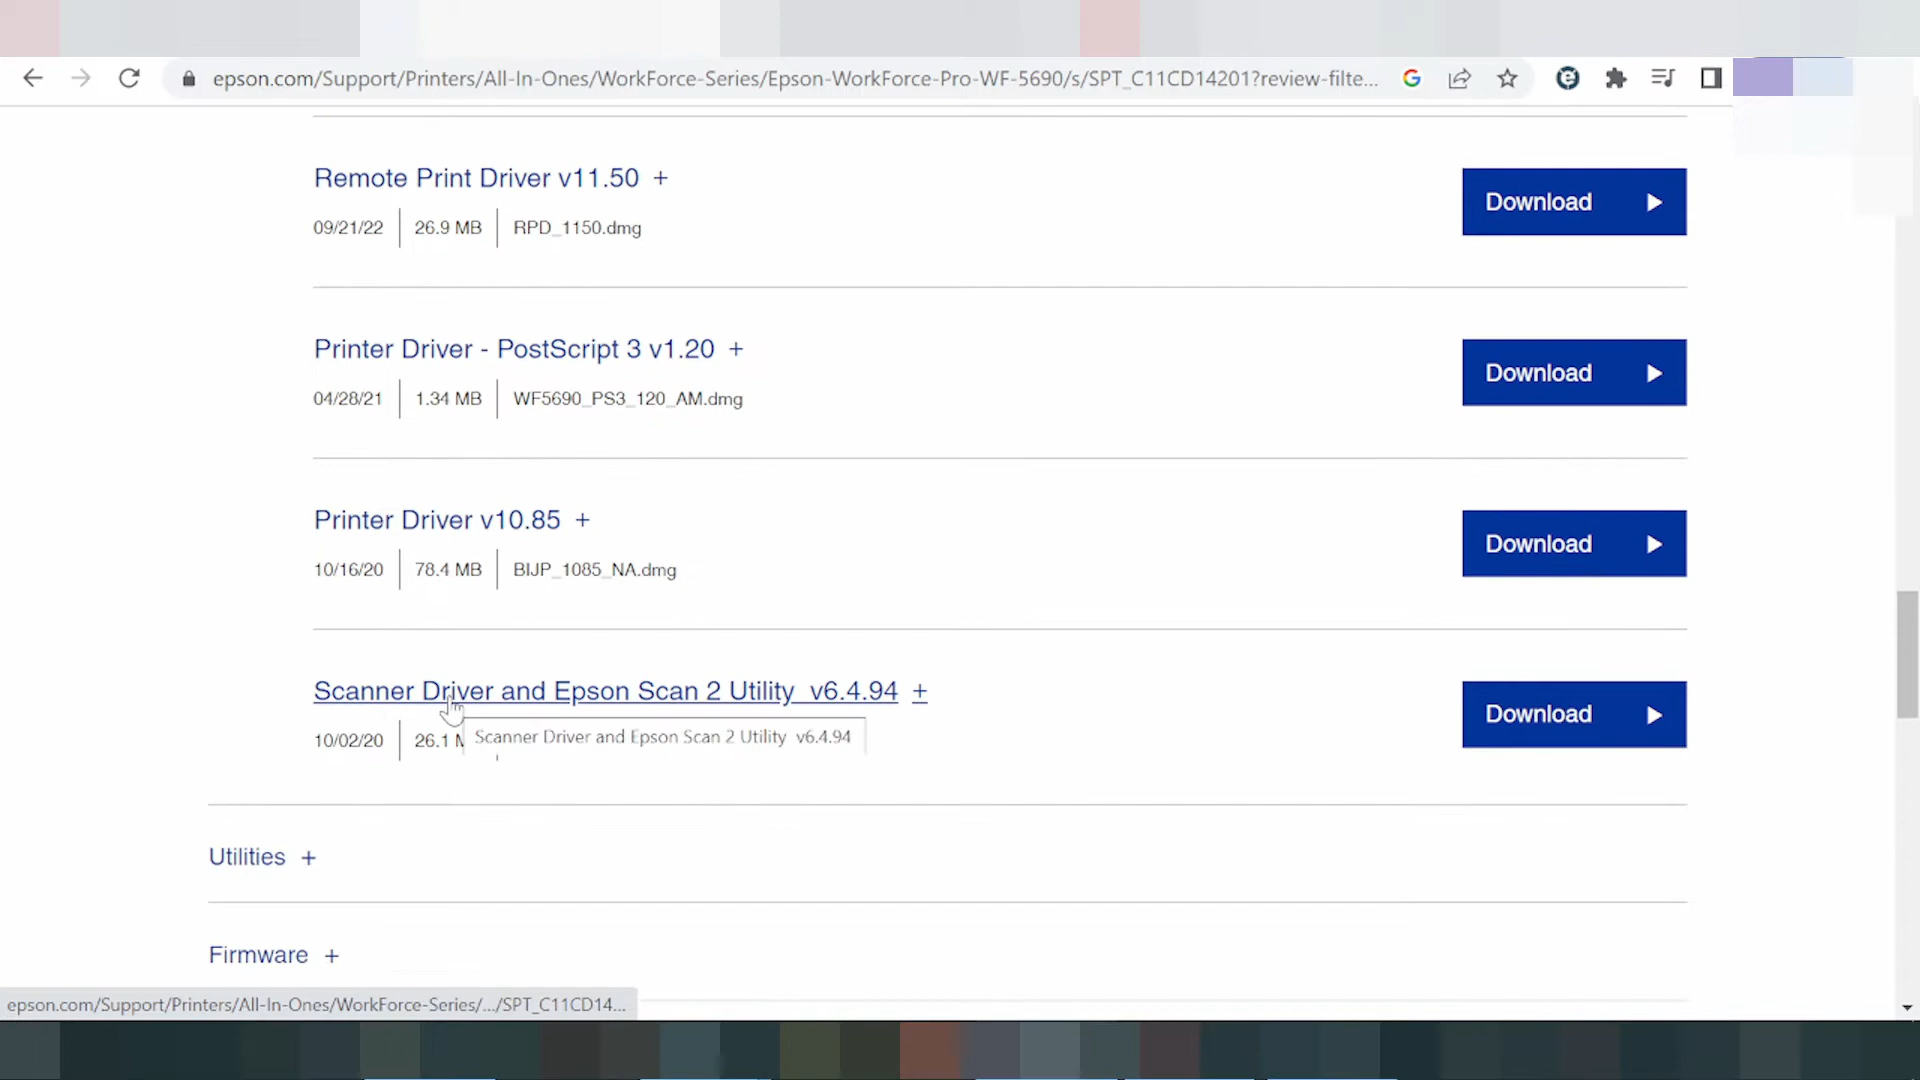 epson.com/Support/Printers/All-In-Ones/WorkForce-Series/Epson-WorkForce-Pro-WF-5690/s/SPT_C11CD14201?review-filte...
Remote Print Driver v11.50 +
09/21/22 26.9 MB RPD_1150.dmg
Download
Printer Driver - PostScript 3 v1.20 +
04/28/21 1.34 MB WF5690_PS3_120_AM.dmg
Download
Printer Driver v10.85 +
10/16/20 78.4 MB BIJP_1085_NA.dmg
Download
Scanner Driver and Epson Scan 2 Utility v6.4.94 +
10/02/20 26.1 M
Scanner Driver and Epson Scan 2 Utility v6.4.94
Download
Utilities +
Firmware +
epson.com/Support/Printers/All-In-Ones/WorkForce-Series/.../SPT_C11CD14...